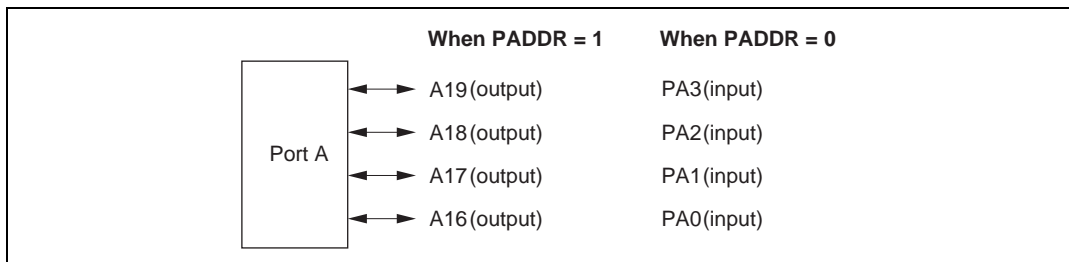 When PADDR = 1 When PADDR = 0
A19(output) PA3(input)
A18(output) PA2(input)
Port A
A17(output) PA1(input)
A16(output) PA0(input)